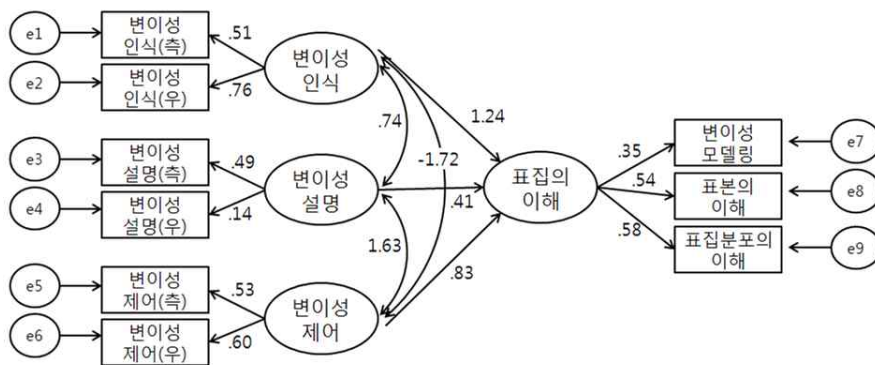 e1
변이성
인식(측)
.51
변이성
인식
e2
변이성
인식(우)
.76
1.24
.74
-1.72
e3
변이성
설명(측)
.49
변이성
설명
e4
변이성
설명(우)
.14
.41
표집의
이해
.35
변이성
모델링
e7
.54
표본의
이해
e8
.58
표집분포의
이해
e9
1.63
.83
e5
변이성
제어(측)
.53
변이성
제어
e6
변이성
제어(우)
.60